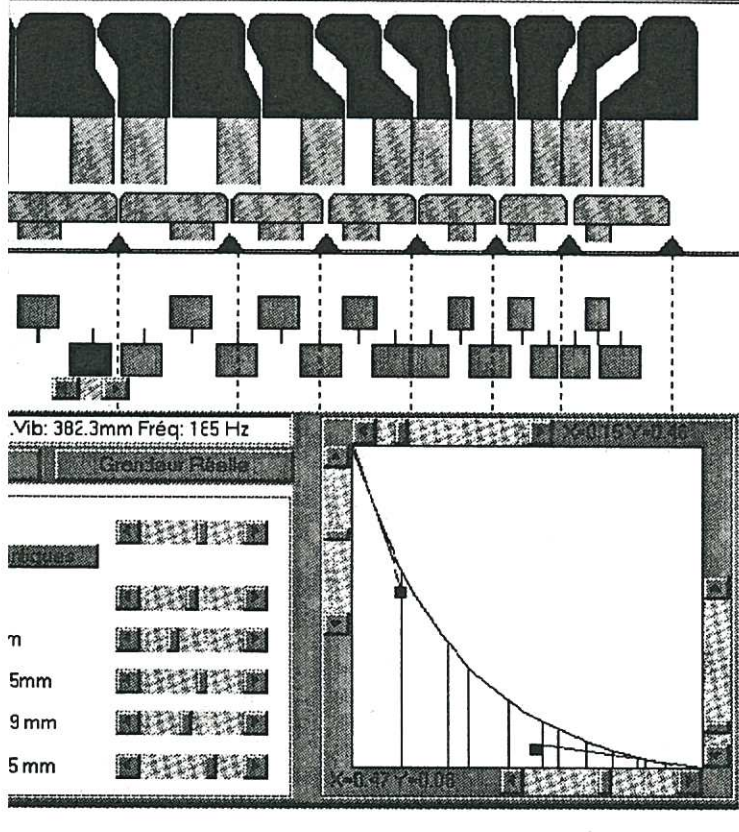 .Vib: 382.3mm Fréq: 165 Hz
X=0.15 Y=0.46
Grandeur Réelle
m
5mm
9 mm
5 mm
X=0.47 Y=0.08